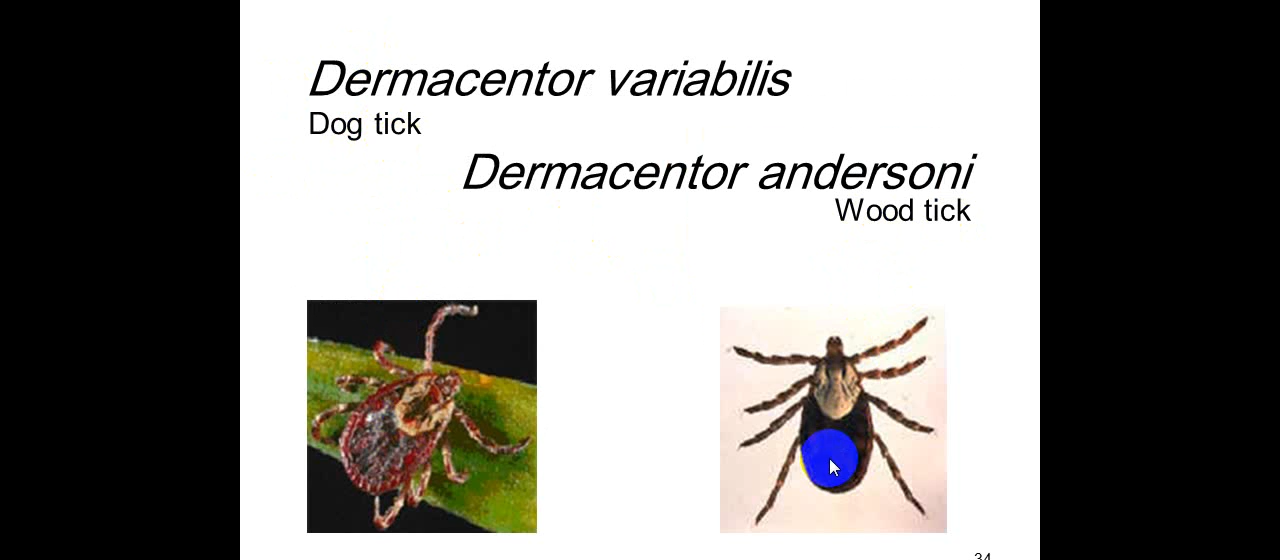 Dermacentor variabilis
Dog tick
Dermacentor andersoni
Wood tick
34